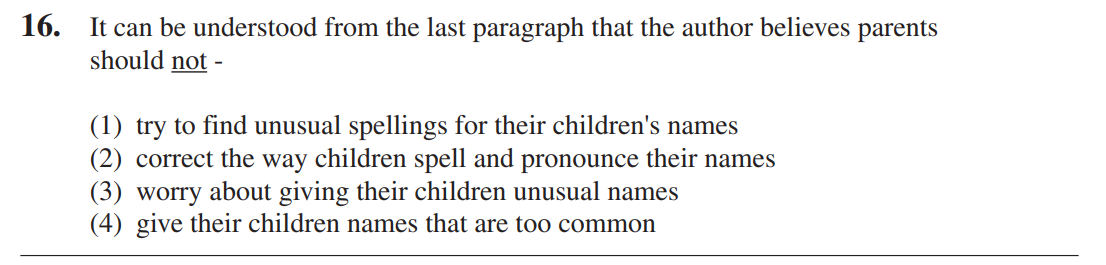 16. It can be understood from the last paragraph that the author believes parents
should not -
(1) try to find unusual spellings for their children's names
(2) correct the way children spell and pronounce their names
(3) worry about giving their children unusual names
(4) give their children names that are too common